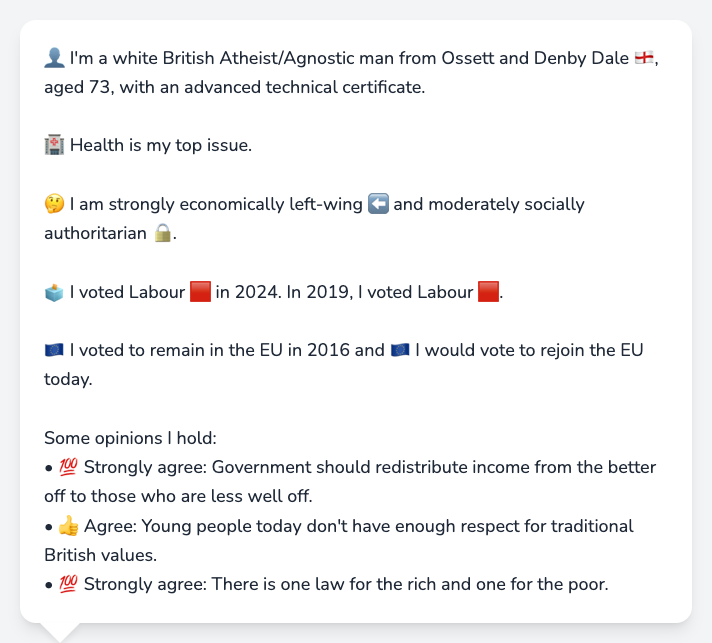 👤 I'm a white British Atheist/Agnostic man from Ossett and Denby Dale 🏴󠁧󠁢󠁥󠁮󠁧󠁿,
aged 73, with an advanced technical certificate.
🏥 Health is my top issue.
🤔 I am strongly economically left-wing ⬅️ and moderately socially
authoritarian 🔒.
🗳️ I voted Labour 🟥 in 2024. In 2019, I voted Labour 🟥.
🇪🇺 I voted to remain in the EU in 2016 and 🇪🇺 I would vote to rejoin the EU
today.
Some opinions I hold:
• 💯 Strongly agree: Government should redistribute income from the better
off to those who are less well off.
• 👍 Agree: Young people today don't have enough respect for traditional
British values.
• 💯 Strongly agree: There is one law for the rich and one for the poor.